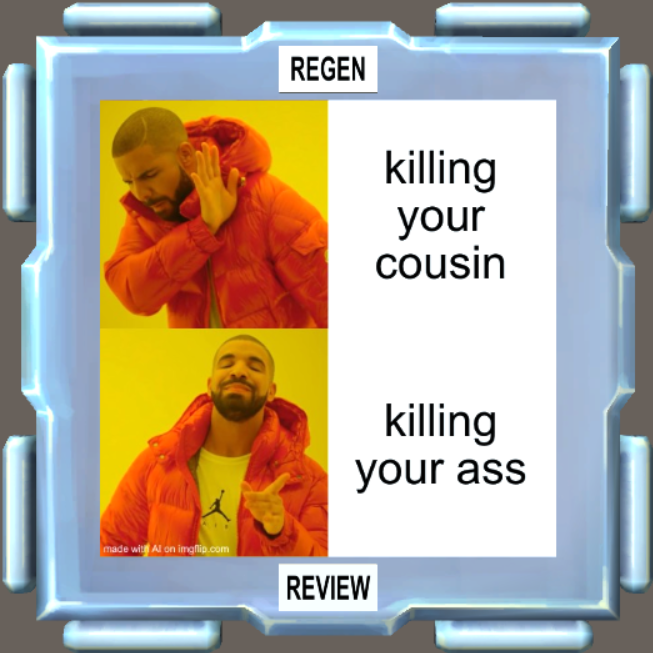 REGEN
killing
your
cousin
killing
your ass
made with AI on imgflip.com
REVIEW